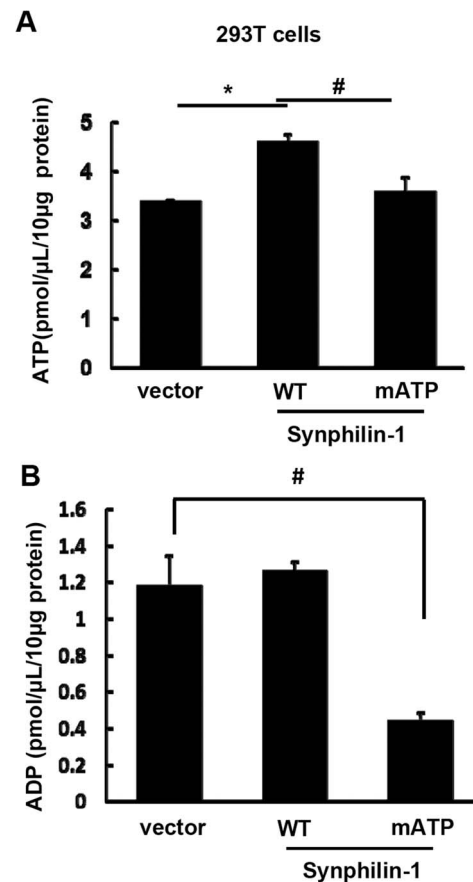 A
293T cells
* #
ATP(pmol/μL/10μg protein)
5
4
3
2
1
0
vector WT mATP
Synphilin-1
B
#
ADP (pmol/μL/10μg protein)
1.6
1.4
1.2
1
0.8
0.6
0.4
0.2
0
vector WT mATP
Synphilin-1